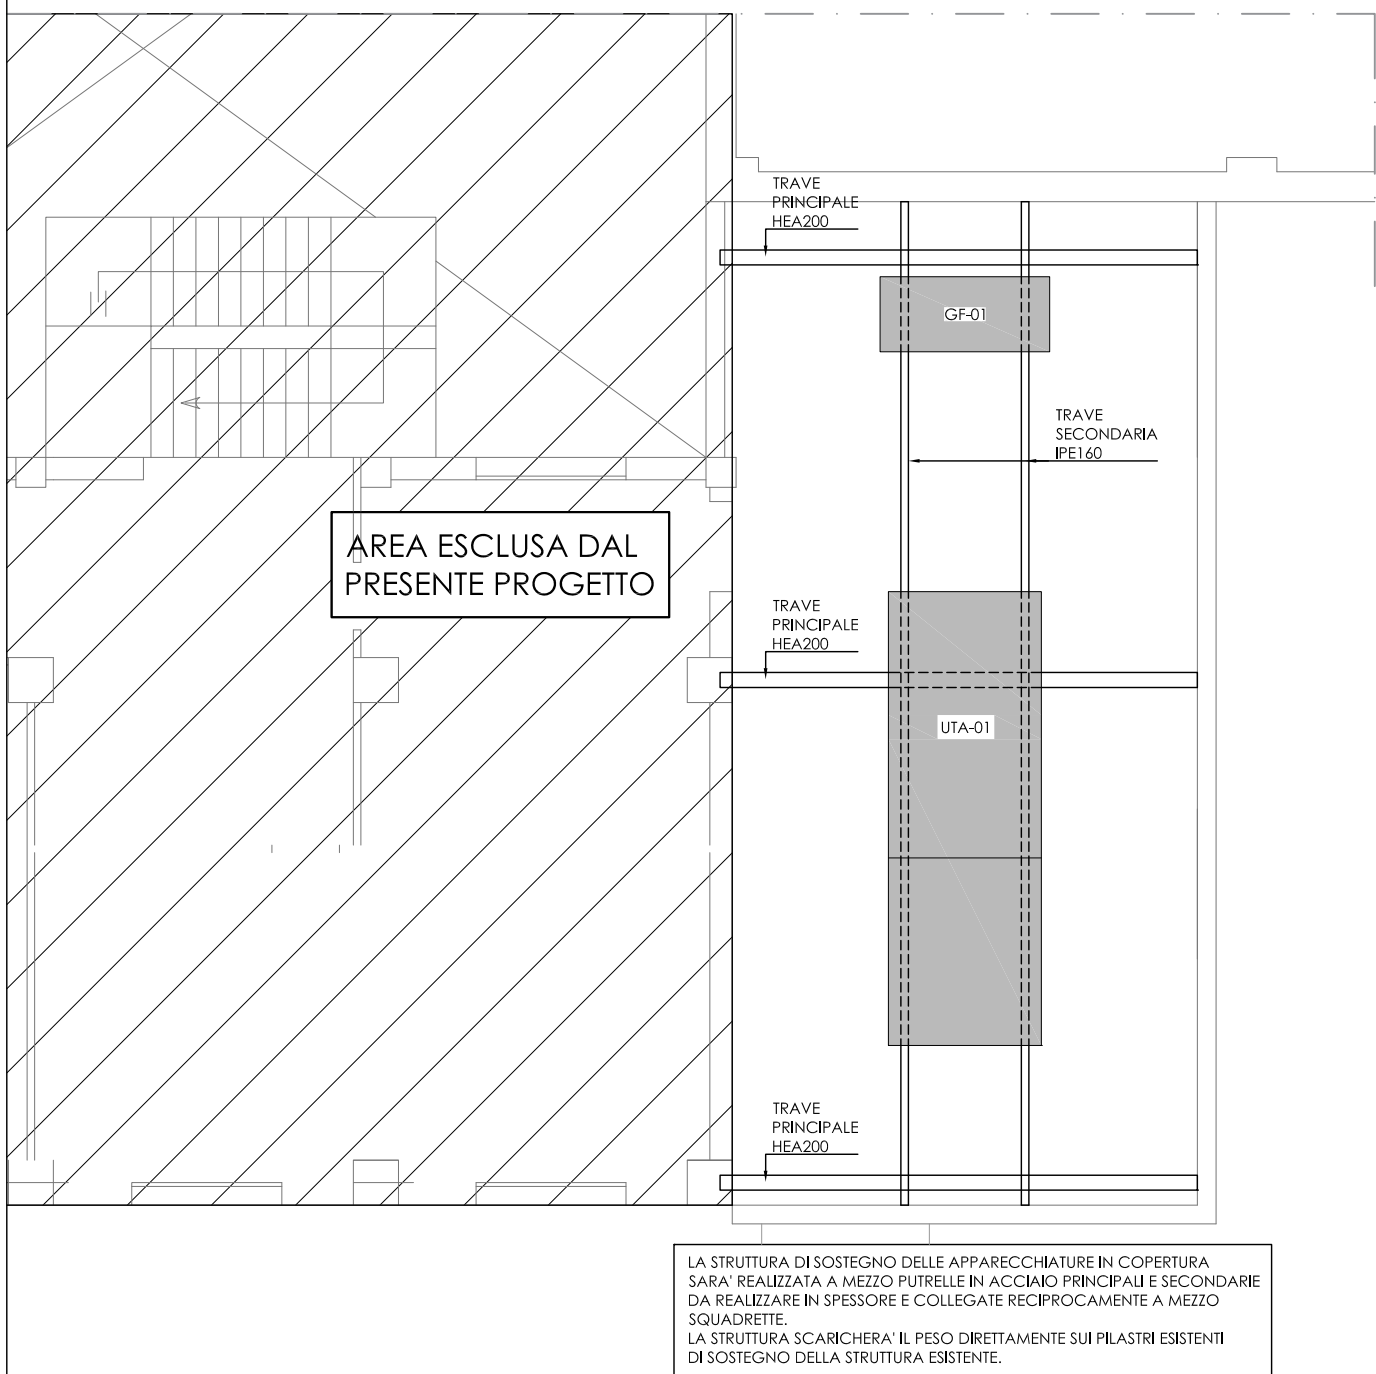 TRAVE
PRINCIPALE
HEA200
GF-01
TRAVE
SECONDARIA
IPE160
AREA ESCLUSA DAL
PRESENTE PROGETTO
TRAVE
PRINCIPALE
HEA200
UTA-01
TRAVE
PRINCIPALE
HEA200
LA STRUTTURA DI SOSTEGNO DELLE APPARECCHIATURE IN COPERTURA
SARA' REALIZZATA A MEZZO PUTRELLE IN ACCIAIO PRINCIPALI E SECONDARIE
DA REALIZZARE IN SPESSORE E COLLEGATE RECIPROCAMENTE A MEZZO
SQUADRETTE.
LA STRUTTURA SCARICHERA' IL PESO DIRETTAMENTE SUI PILASTRI ESISTENTI
DI SOSTEGNO DELLA STRUTTURA ESISTENTE.